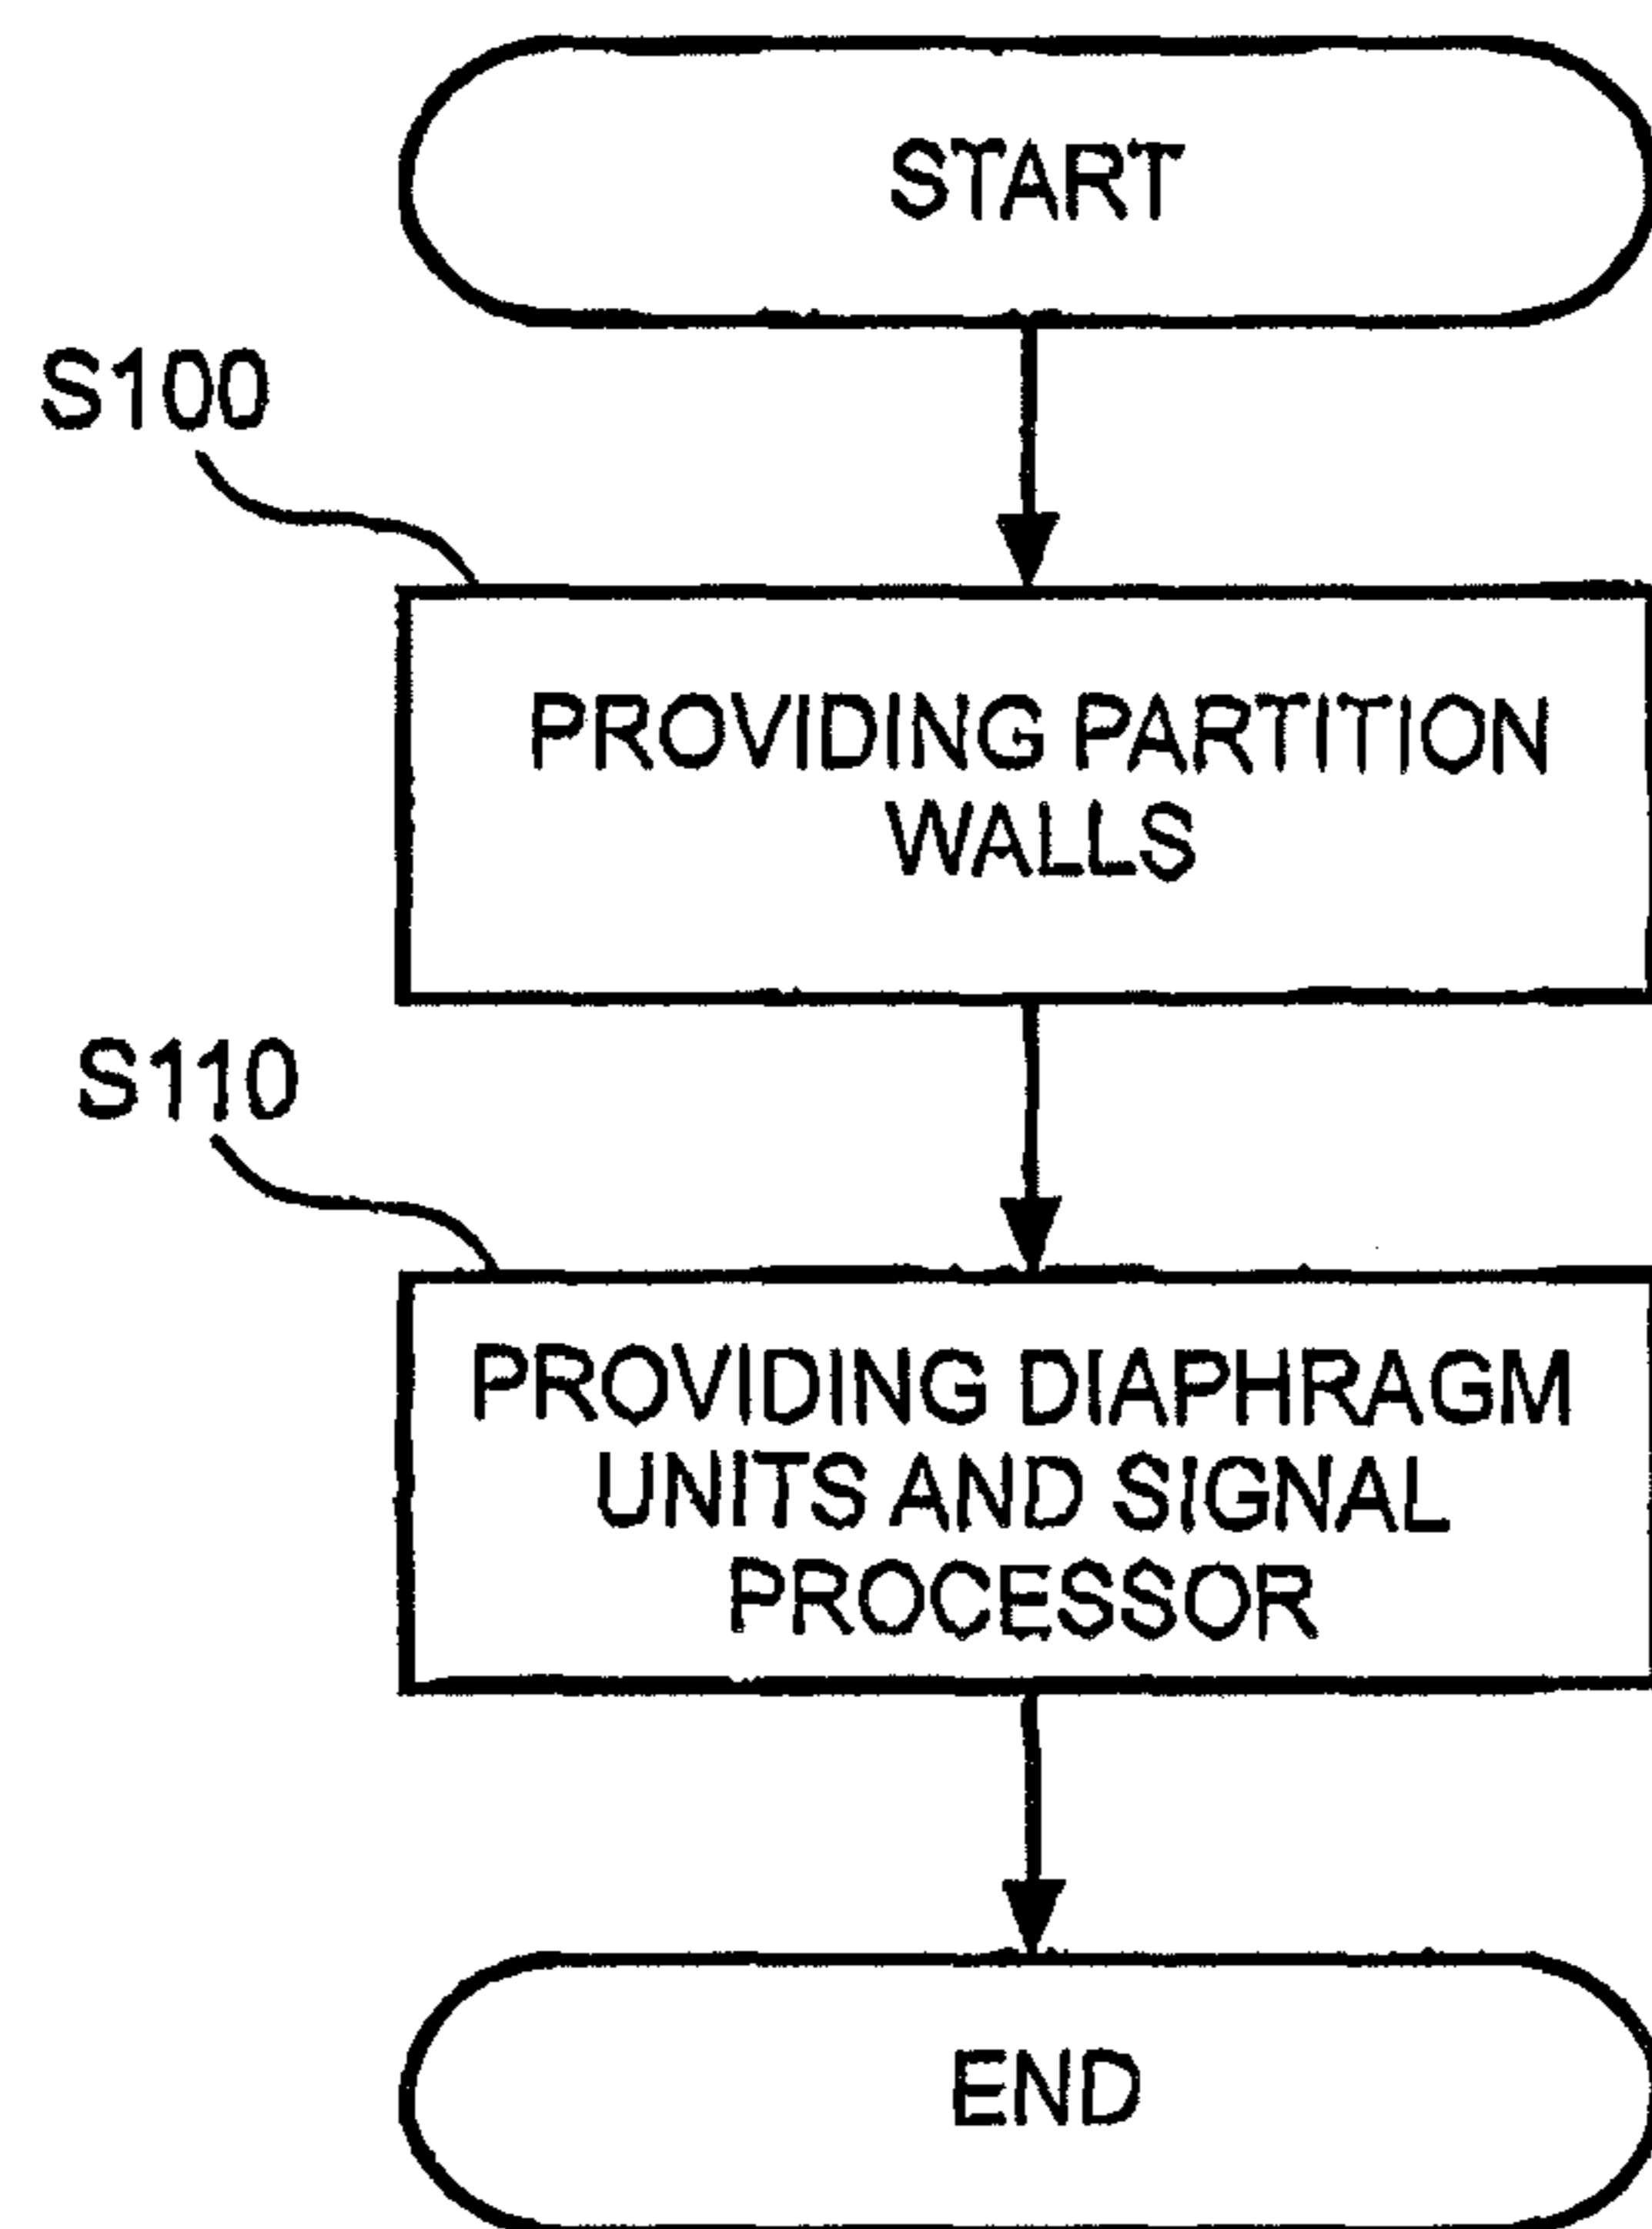 START
S100
PROVIDING PARTITION
WALLS
S110
PROVIDING DIAPHRAGM
UNITS AND SIGNAL
PROCESSOR
END